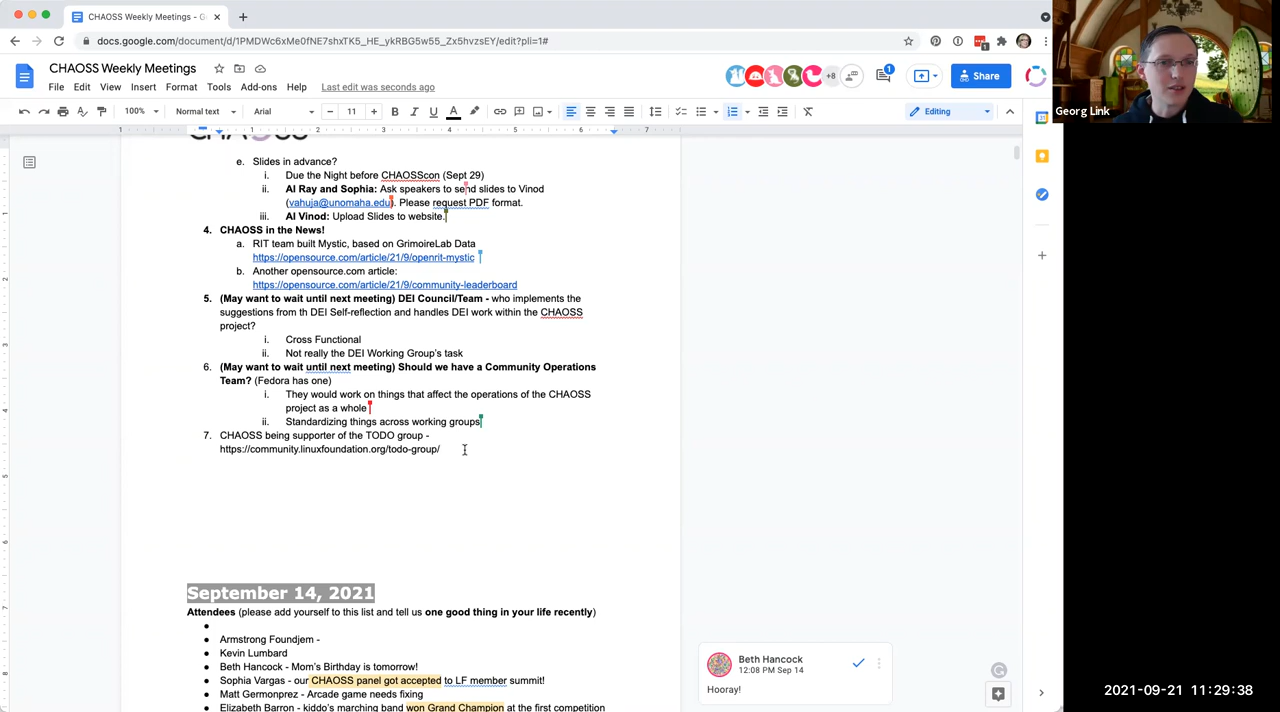 CHAOSS Weekly Meetings - G
docs.google.com/document/d/1PMDWc6xMe0fNE7shxTK5_HE_ykRBG5w55_Zx5hvzsEY/edit?pli=1#
CHAOSS Weekly Meetings
File Edit View Insert Format Tools Add-ons Help Last edit was seconds ago
+8 1 Share
100% Normal text Arial 11 Editing
Georg Link
e. Slides in advance?
i. Due the Night before CHAOSScon (Sept 29)
ii. AI Ray and Sophia: Ask speakers to send slides to Vinod
(vahuja@unomaha.edu). Please request PDF format.
iii. AI Vinod: Upload Slides to website.
4. CHAOSS in the News!
a. RIT team built Mystic, based on GrimoireLab Data
https://opensource.com/article/21/9/openrit-mystic
b. Another opensource.com article:
https://opensource.com/article/21/9/community-leaderboard
5. (May want to wait until next meeting) DEI Council/Team - who implements the
suggestions from th DEI Self-reflection and handles DEI work within the CHAOSS
project?
i. Cross Functional
ii. Not really the DEI Working Group's task
6. (May want to wait until next meeting) Should we have a Community Operations
Team? (Fedora has one)
i. They would work on things that affect the operations of the CHAOSS
project as a whole
ii. Standardizing things across working groups
7. CHAOSS being supporter of the TODO group -
https://community.linuxfoundation.org/todo-group/
September 14, 2021
Attendees (please add yourself to this list and tell us one good thing in your life recently)
Armstrong Foundjem -
Kevin Lumbard
Beth Hancock - Mom's Birthday is tomorrow!
Sophia Vargas - our CHAOSS panel got accepted to LF member summit!
Matt Germonprez - Arcade game needs fixing
Elizabeth Barron - kiddo's marching band won Grand Champion at the first competition
Beth Hancock
12:08 PM Sep 14
Hooray!
2021-09-21 11:29:38